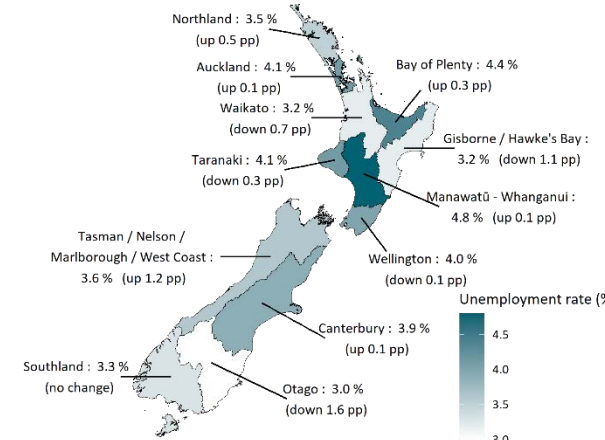 Northland : 3.5 %
(up 0.5 pp)
Auckland : 4.1 %
(up 0.1 pp)
Bay of Plenty : 4.4 %
(up 0.3 pp)
Waikato : 3.2 %
(down 0.7 pp)
Gisborne / Hawke's Bay :
3.2 % (down 1.1 pp)
Taranaki : 4.1 %
(down 0.3 pp)
Manawatū - Whanganui :
4.8 % (up 0.1 pp)
Tasman / Nelson /
Marlborough / West Coast :
3.6 % (up 1.2 pp)
Wellington : 4.0 %
(down 0.1 pp)
Canterbury : 3.9 %
(up 0.1 pp)
Southland : 3.3 %
(no change)
Otago : 3.0 %
(down 1.6 pp)
Unemployment rate (%
4.5
4.0
3.5
3.0